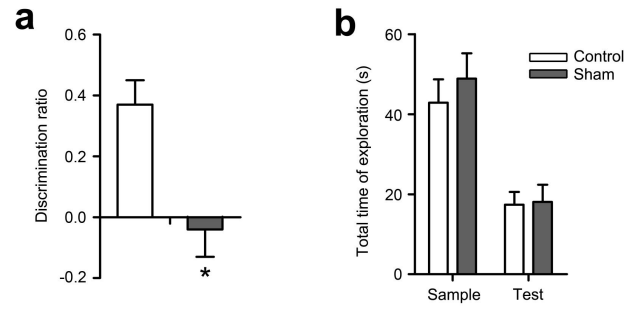 a
Discrimination ratio
0.6
0.4
0.2
0.0
-0.2
*
b
Total time of exploration (s)
60
40
20
0
Control
Sham
Sample
Test